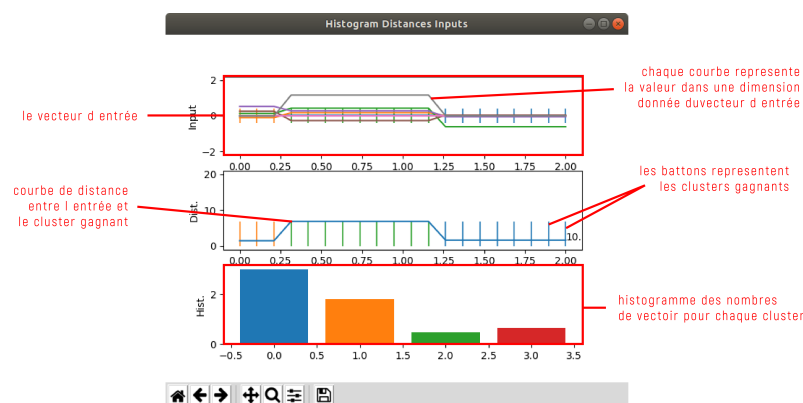 Histogram Distances Inputs
chaque courbe represente
la valeur dans une dimension
donnée duvecteur d entrée
le vecteur d entrée
Input
2
0
−2
0.00 0.25 0.50 0.75 1.00 1.25 1.50 1.75 2.00
les battons representent
les clusters gagnants
courbe de distance
entre l entrée et
le cluster gagnant
Dist.
20
10
0
10.
0.00 0.25 0.50 0.75 1.00 1.25 1.50 1.75 2.00
histogramme des nombres
de vectoir pour chaque cluster
Hist.
2
0
−0.5 0.0 0.5 1.0 1.5 2.0 2.5 3.0 3.5